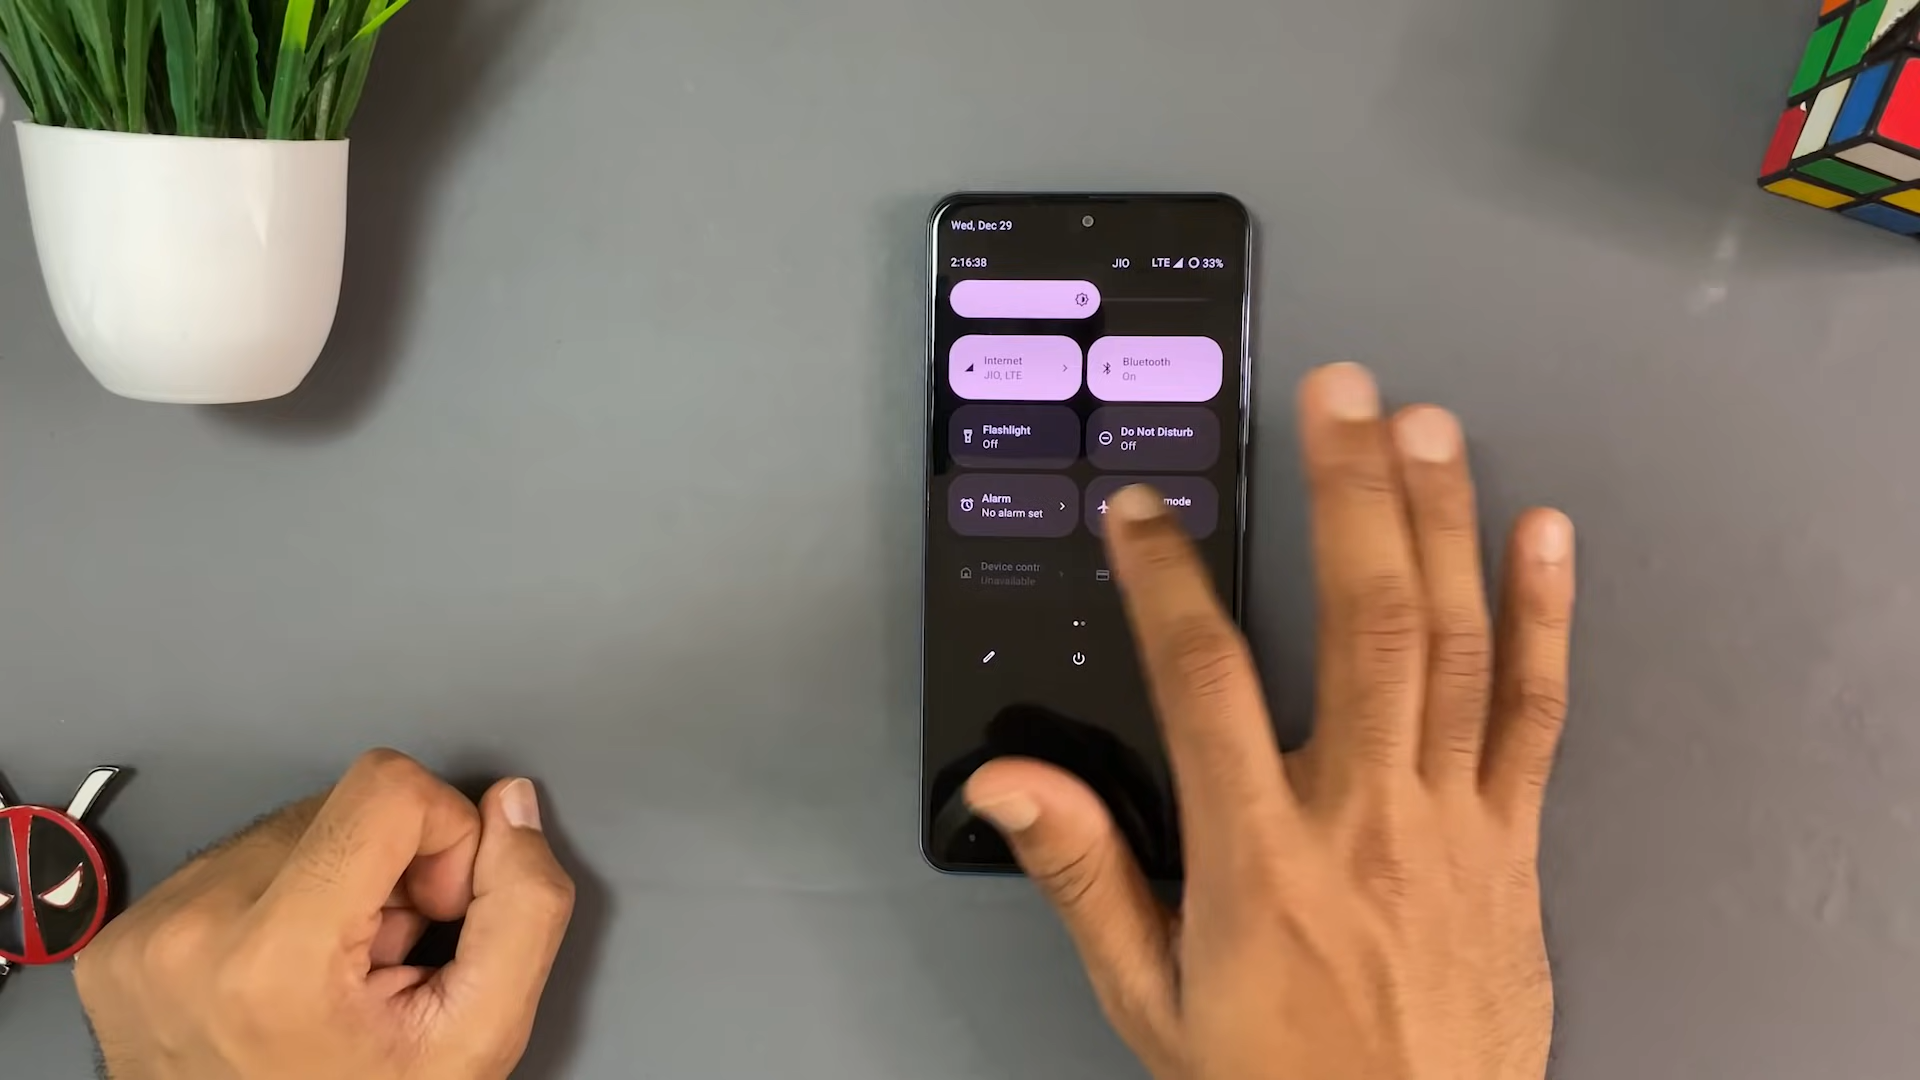 Wed, Dec 29
2:16:38 JIO LTE 33%
Internet
JIO, LTE
Bluetooth
On
Flashlight
Off
Do Not Disturb
Off
Alarm
No alarm set
mode
Device contr
Unavailable